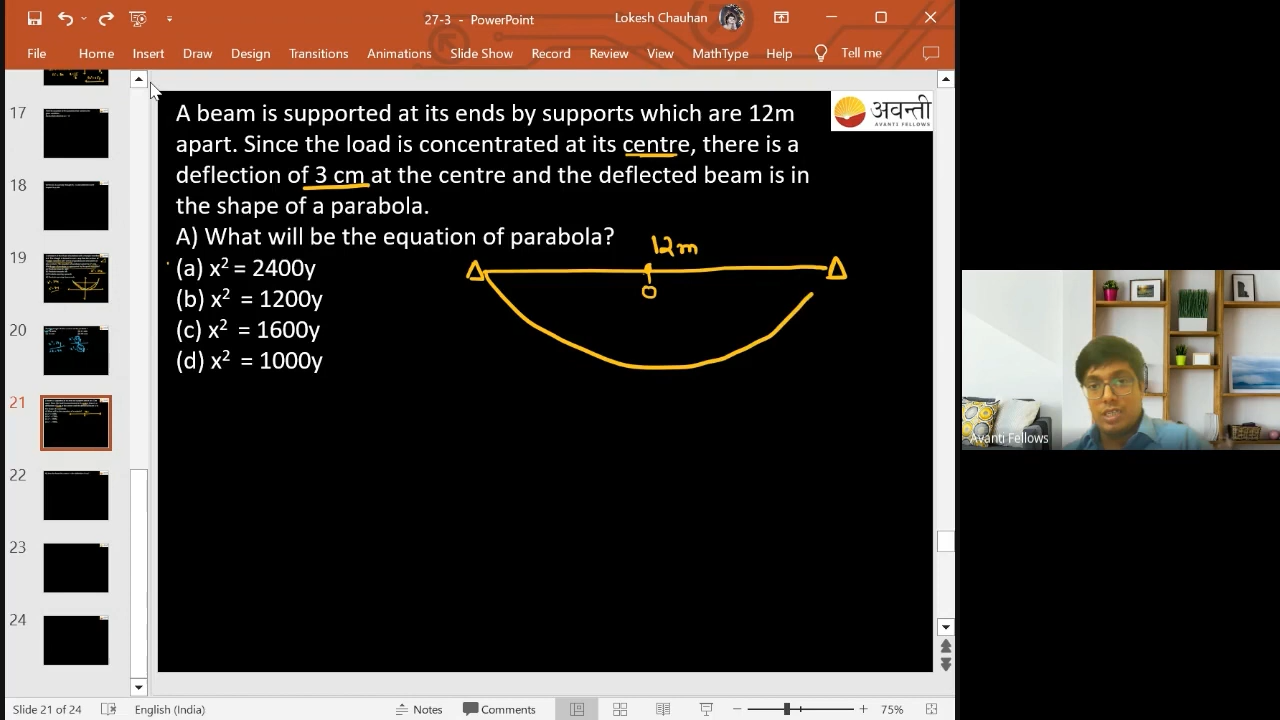 27-3 - PowerPoint
Lokesh Chauhan
File Home Insert Draw Design Transitions Animations Slide Show Record Review View MathType Help Tell me
17
18
19
20
21
22
23
24
A beam is supported at its ends by supports which are 12m
apart. Since the load is concentrated at its centre, there is a
deflection of 3 cm at the centre and the deflected beam is in
the shape of a parabola.
A) What will be the equation of parabola?
(a) x² = 2400y
(b) x² = 1200y
(c) x² = 1600y
(d) x² = 1000y
12m
O
अवन्ती
AVANTI FELLOWS
Avanti Fellows
Slide 21 of 24 English (India) Notes Comments 75%